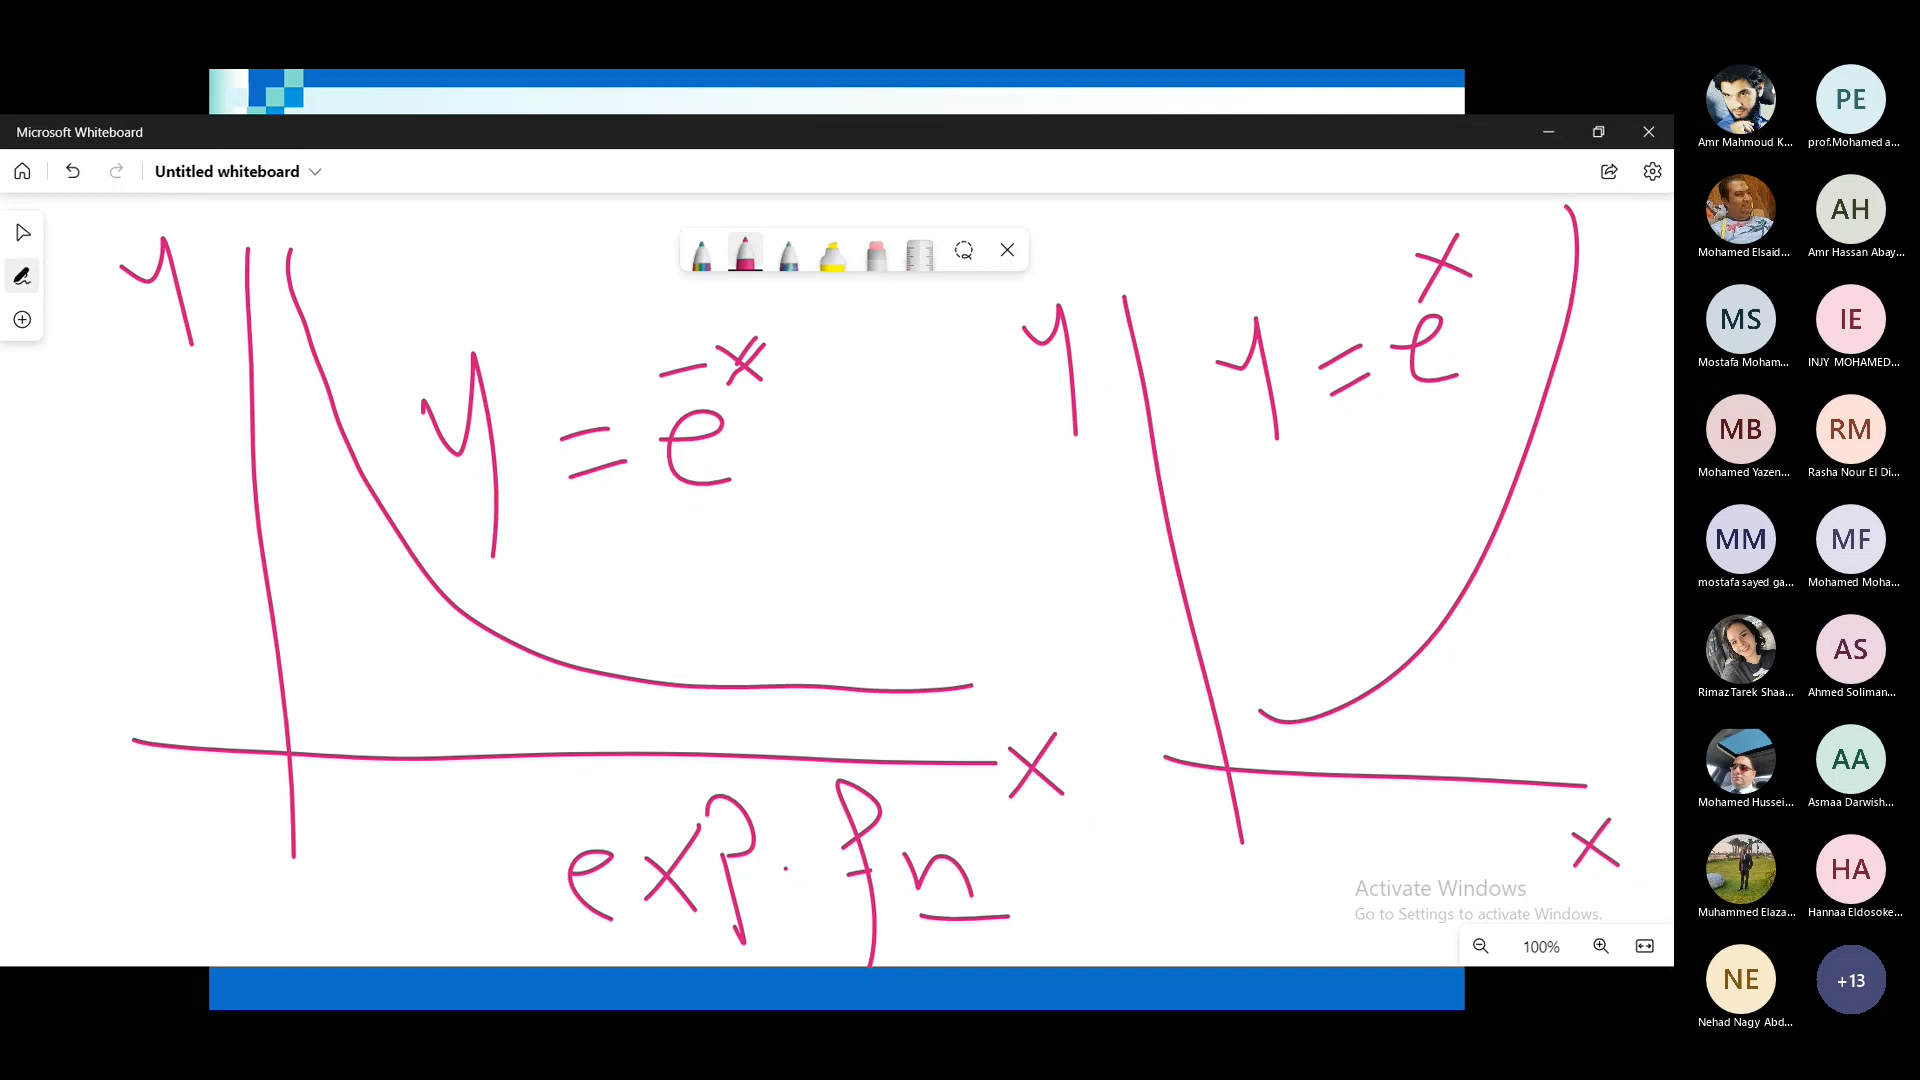 Microsoft Whiteboard
Untitled whiteboard
y
y = e^-x
x
y
y = e^x
x
exp. fn
Activate Windows
Go to Settings to activate Windows.
100%
Amr Mahmoud K...
PE
prof.Mohamed a...
Mohamed Elsaid...
AH
Amr Hassan Abay...
MS
Mostafa Moham...
IE
INJY MOHAMED...
MB
Mohamed Yazen...
RM
Rasha Nour El Di...
MM
mostafa sayed ga...
MF
Mohamed Moha...
Rimaz Tarek Shaa...
AS
Ahmed Soliman...
Mohamed Hussei...
AA
Asmaa Darwish...
Muhammed Elaza...
HA
Hannaa Eldosoke...
NE
Nehad Nagy Abd...
+13